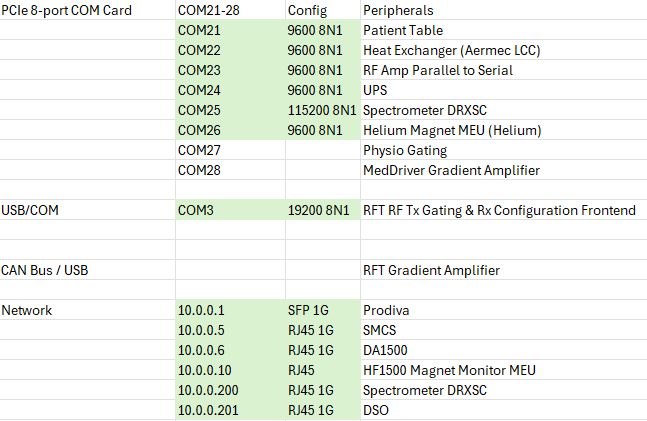 PCIe 8-port COM Card COM21-28 Config Peripherals
COM21 9600 8N1 Patient Table
COM22 9600 8N1 Heat Exchanger (Aermec LCC)
COM23 9600 8N1 RF Amp Parallel to Serial
COM24 9600 8N1 UPS
COM25 115200 8N1 Spectrometer DRXSC
COM26 9600 8N1 Helium Magnet MEU (Helium)
COM27 Physio Gating
COM28 MedDriver Gradient Amplifier
USB/COM COM3 19200 8N1 RFT RF Tx Gating & Rx Configuration Frontend
CAN Bus / USB RFT Gradient Amplifier
Network 10.0.0.1 SFP 1G Prodiva
10.0.0.5 RJ45 1G SMCS
10.0.0.6 RJ45 1G DA1500
10.0.0.10 RJ45 HF1500 Magnet Monitor MEU
10.0.0.200 RJ45 1G Spectrometer DRXSC
10.0.0.201 RJ45 1G DSO